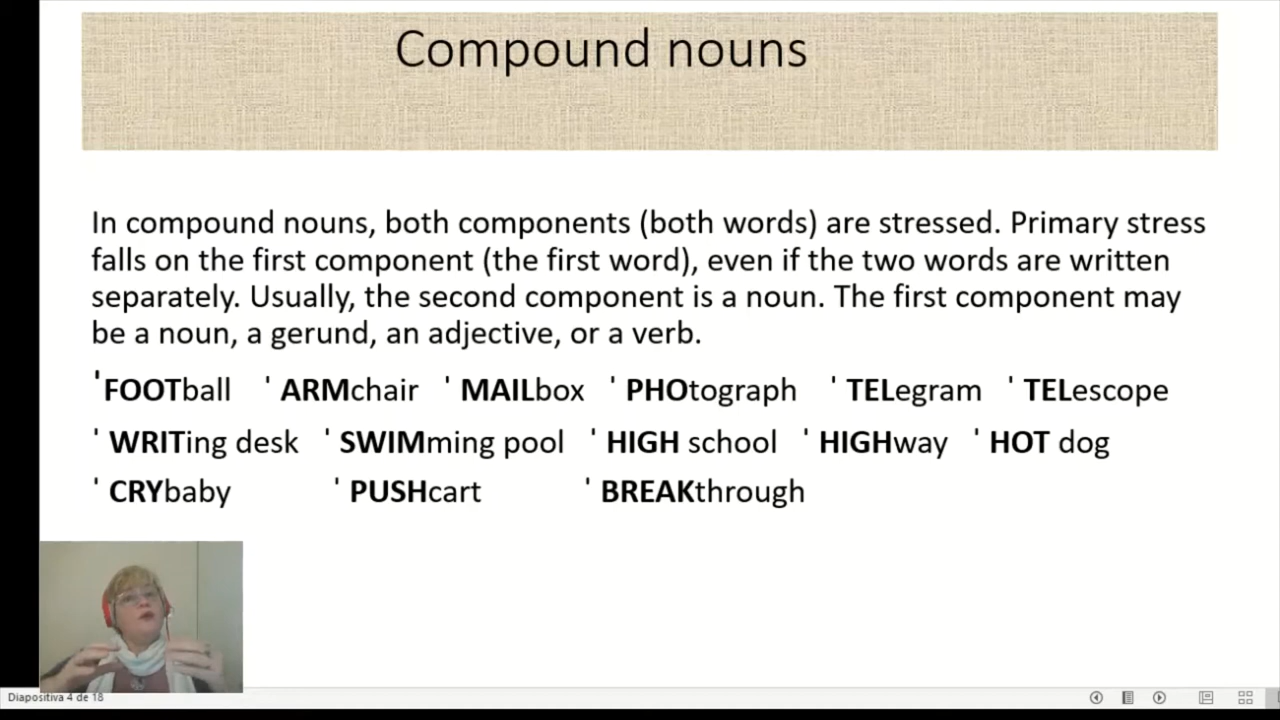 Compound nouns
In compound nouns, both components (both words) are stressed. Primary stress
falls on the first component (the first word), even if the two words are written
separately. Usually, the second component is a noun. The first component may
be a noun, a gerund, an adjective, or a verb.
ˈFOOTball ˈ ARMchair ˈ MAILbox ˈ PHOtograph ˈ TELegram ˈ TELescope
ˈ WRITing desk ˈ SWIMming pool ˈ HIGH school ˈ HIGHway ˈ HOT dog
ˈ CRYbaby ˈ PUSHcart ˈ BREAKthrough
Diapositiva 4 de 18